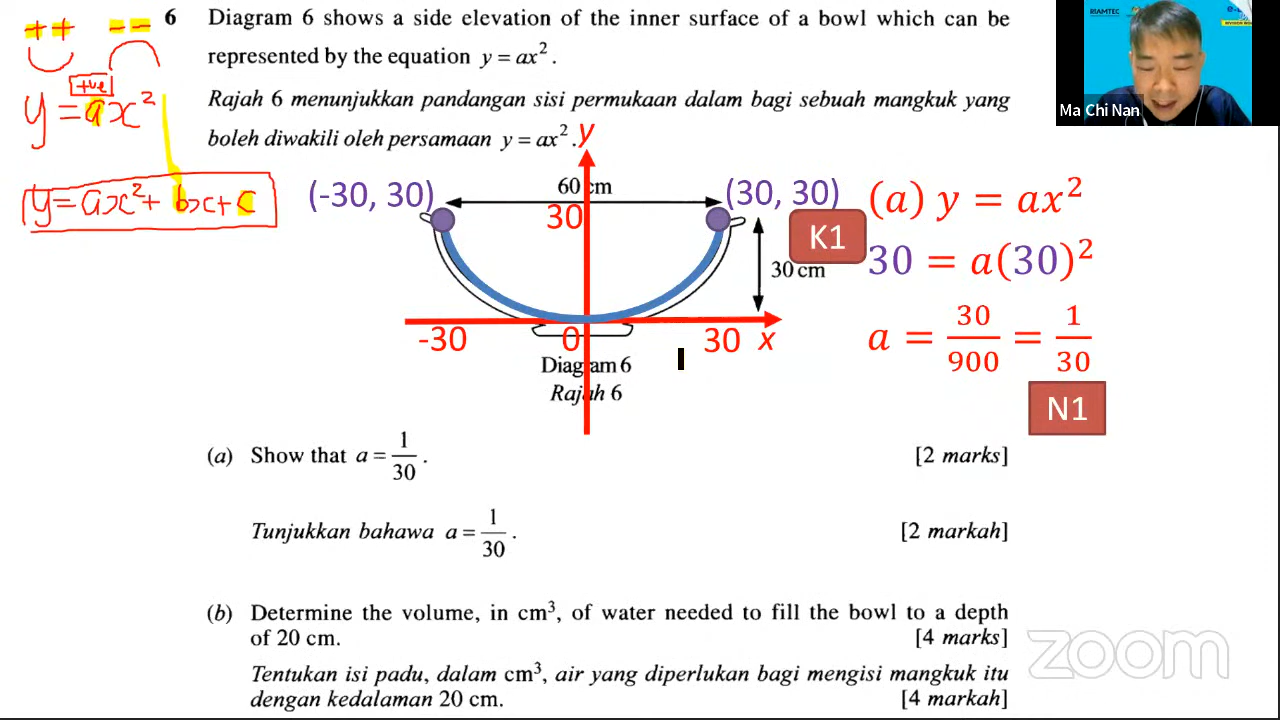 ++ −−
+ve
y = ax²
y = ax² + bx + c
6 Diagram 6 shows a side elevation of the inner surface of a bowl which can be
represented by the equation y = ax².
Rajah 6 menunjukkan pandangan sisi permukaan dalam bagi sebuah mangkuk yang
boleh diwakili oleh persamaan y = ax².
y
(-30, 30)
60 cm
(30, 30)
30
30 cm
-30
0
30
x
Diagram 6
Rajah 6
(a) y = ax²
K1
30 = a(30)²
a = 30/900 = 1/30
N1
(a) Show that a = 1/30. [2 marks]
Tunjukkan bahawa a = 1/30. [2 markah]
(b) Determine the volume, in cm³, of water needed to fill the bowl to a depth
of 20 cm. [4 marks]
Tentukan isi padu, dalam cm³, air yang diperlukan bagi mengisi mangkuk itu
dengan kedalaman 20 cm. [4 markah]
Ma Chi Nan
zoom